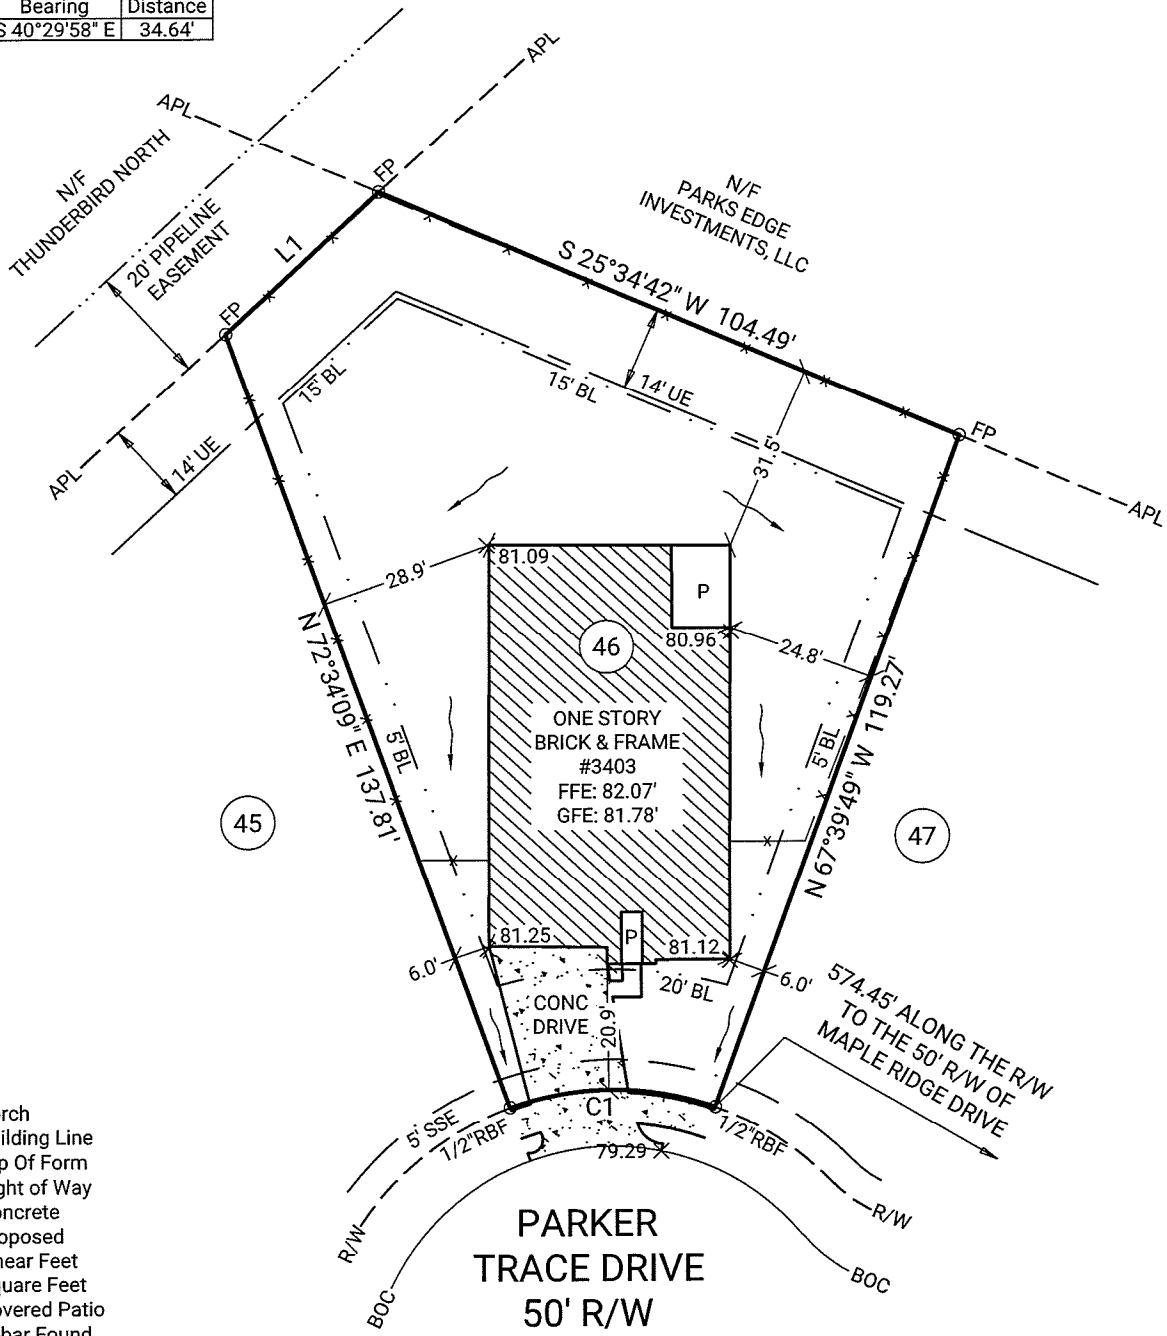 Bearing Distance
S 40°29'58" E 34.64'
APL
APL
N/F
THUNDERBIRD NORTH
20' PIPELINE
EASEMENT
FP
L1
FP
N/F
PARKS EDGE
INVESTMENTS, LLC
S 25°34'42" W 104.49'
15' BL
15' BL
14' UE
14' UE
APL
31.5'
FP
APL
81.09
28.9'
P
80.96
24.8'
46
N 72°34'09" E 137.81'
5' BL
ONE STORY
BRICK & FRAME
#3403
FFE: 82.07'
GFE: 81.78'
5' BL
N 67°39'49" W 119.27'
45
47
81.25
P
81.12
6.0'
6.0'
20' BL
CONC
DRIVE
20.9'
574.45' ALONG THE R/W
TO THE 50' R/W OF
MAPLE RIDGE DRIVE
C1
5' SSE
1/2"RBF
1/2"RBF
79.29
R/W
R/W
BOC
BOC
PARKER
TRACE DRIVE
50' R/W
rch
ilding Line
p Of Form
ght of Way
oncrete
oposed
near Feet
quare Feet
overed Patio
bar Found